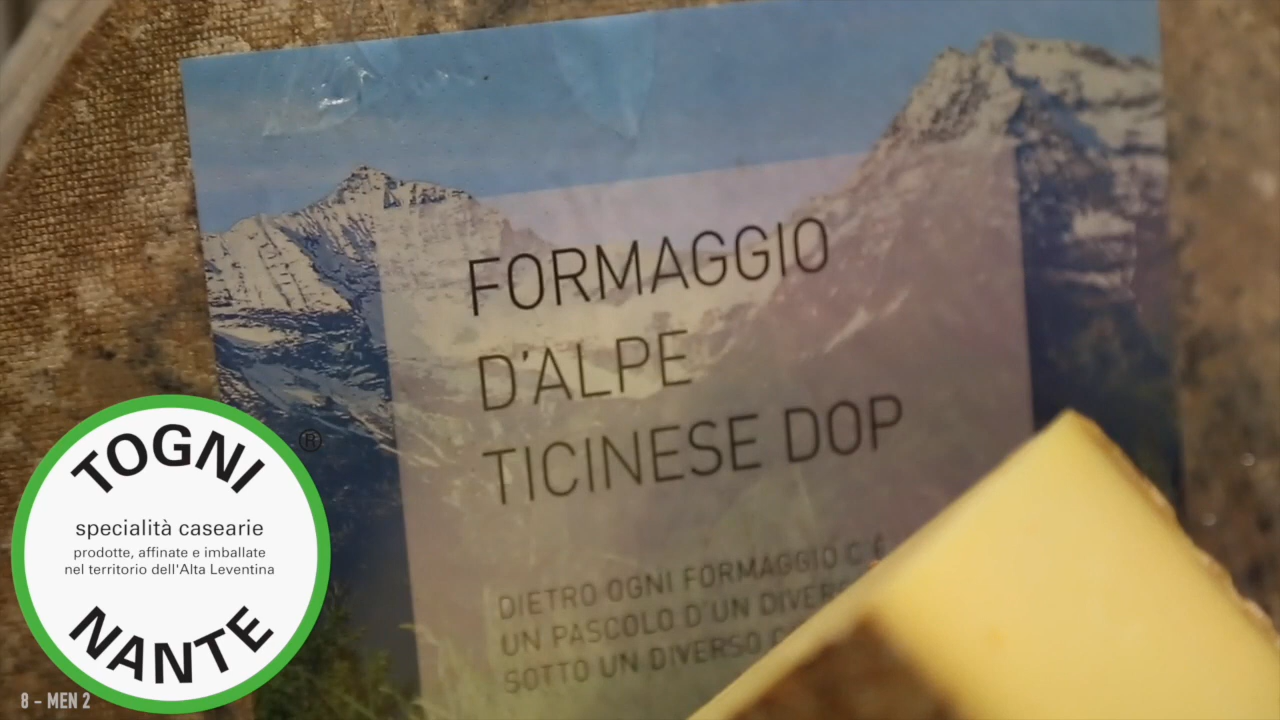 FORMAGGIO
D'ALPE
TICINESE DOP
DIETRO OGNI FORMAGGIO C'È
UN PASCOLO D'UN
SOTTO UN DIVERSO
TOGNI
®
specialità casearie
prodotte, affinate e imballate
nel territorio dell'Alta Leventina
NANTE
8 - MEN 2